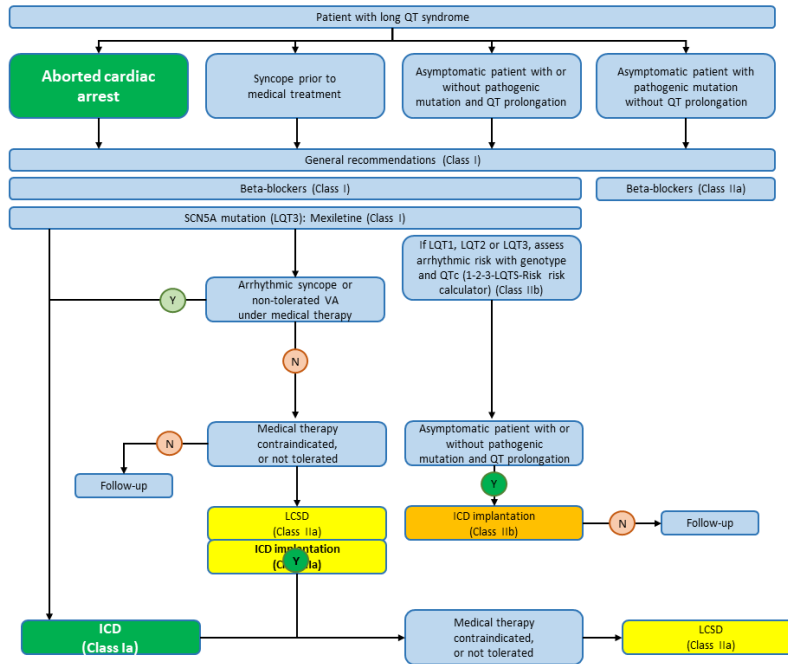 Patient with long QT syndrome
Aborted cardiac
arrest
Syncope prior to
medical treatment
Asymptomatic patient with or
without pathogenic
mutation and QT prolongation
Asymptomatic patient with
pathogenic mutation
without QT prolongation
General recommendations (Class I)
Beta-blockers (Class I)
Beta-blockers (Class IIa)
SCN5A mutation (LQT3): Mexiletine (Class I)
If LQT1, LQT2 or LQT3, assess
arrhythmic risk with genotype
and QTc (1-2-3-LQTS-Risk risk
calculator) (Class IIb)
Arrhythmic syncope or
non-tolerated VA
under medical therapy
Y
N
Medical therapy
contraindicated,
or not tolerated
N
Follow-up
Asymptomatic patient with or
without pathogenic
mutation and QT prolongation
Y
LCSD
(Class IIa)
ICD implantation
Y
ICD implantation
(Class IIb)
N
Follow-up
ICD
(Class Ia)
Medical therapy
contraindicated,
or not tolerated
LCSD
(Class IIa)